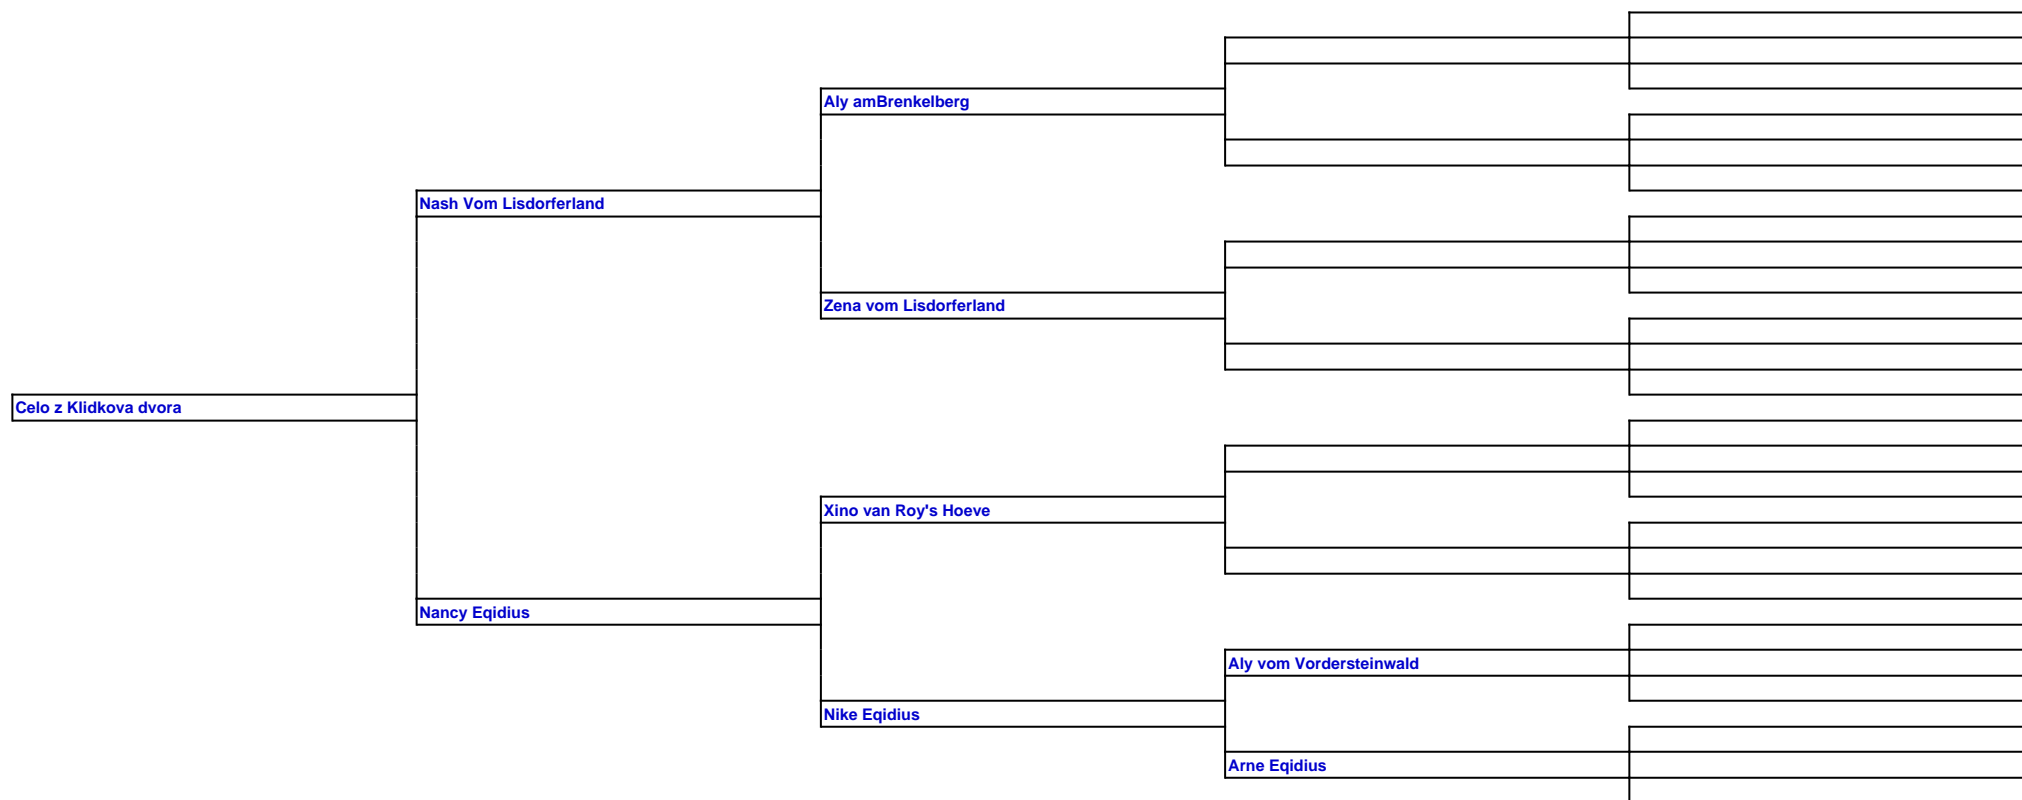 Aly amBrenkelberg
Nash Vom Lisdorferland
Zena vom Lisdorferland
Celo z Klidkova dvora
Xino van Roy's Hoeve
Nancy Eqidius
Aly vom Vordersteinwald
Nike Eqidius
Arne Eqidius